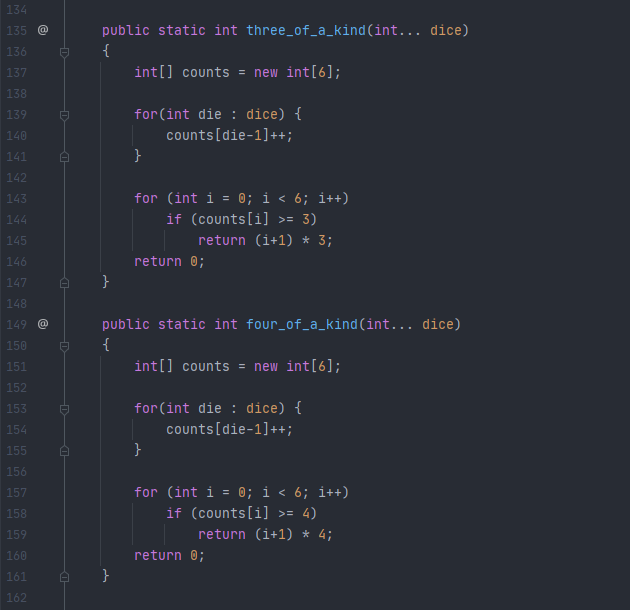 134
135 @ public static int three_of_a_kind(int... dice)
136 {
137 int[] counts = new int[6];
138
139 for(int die : dice) {
140 counts[die-1]++;
141 }
142
143 for (int i = 0; i < 6; i++)
144 if (counts[i] >= 3)
145 return (i+1) * 3;
146 return 0;
147 }
148
149 @ public static int four_of_a_kind(int... dice)
150 {
151 int[] counts = new int[6];
152
153 for(int die : dice) {
154 counts[die-1]++;
155 }
156
157 for (int i = 0; i < 6; i++)
158 if (counts[i] >= 4)
159 return (i+1) * 4;
160 return 0;
161 }
162